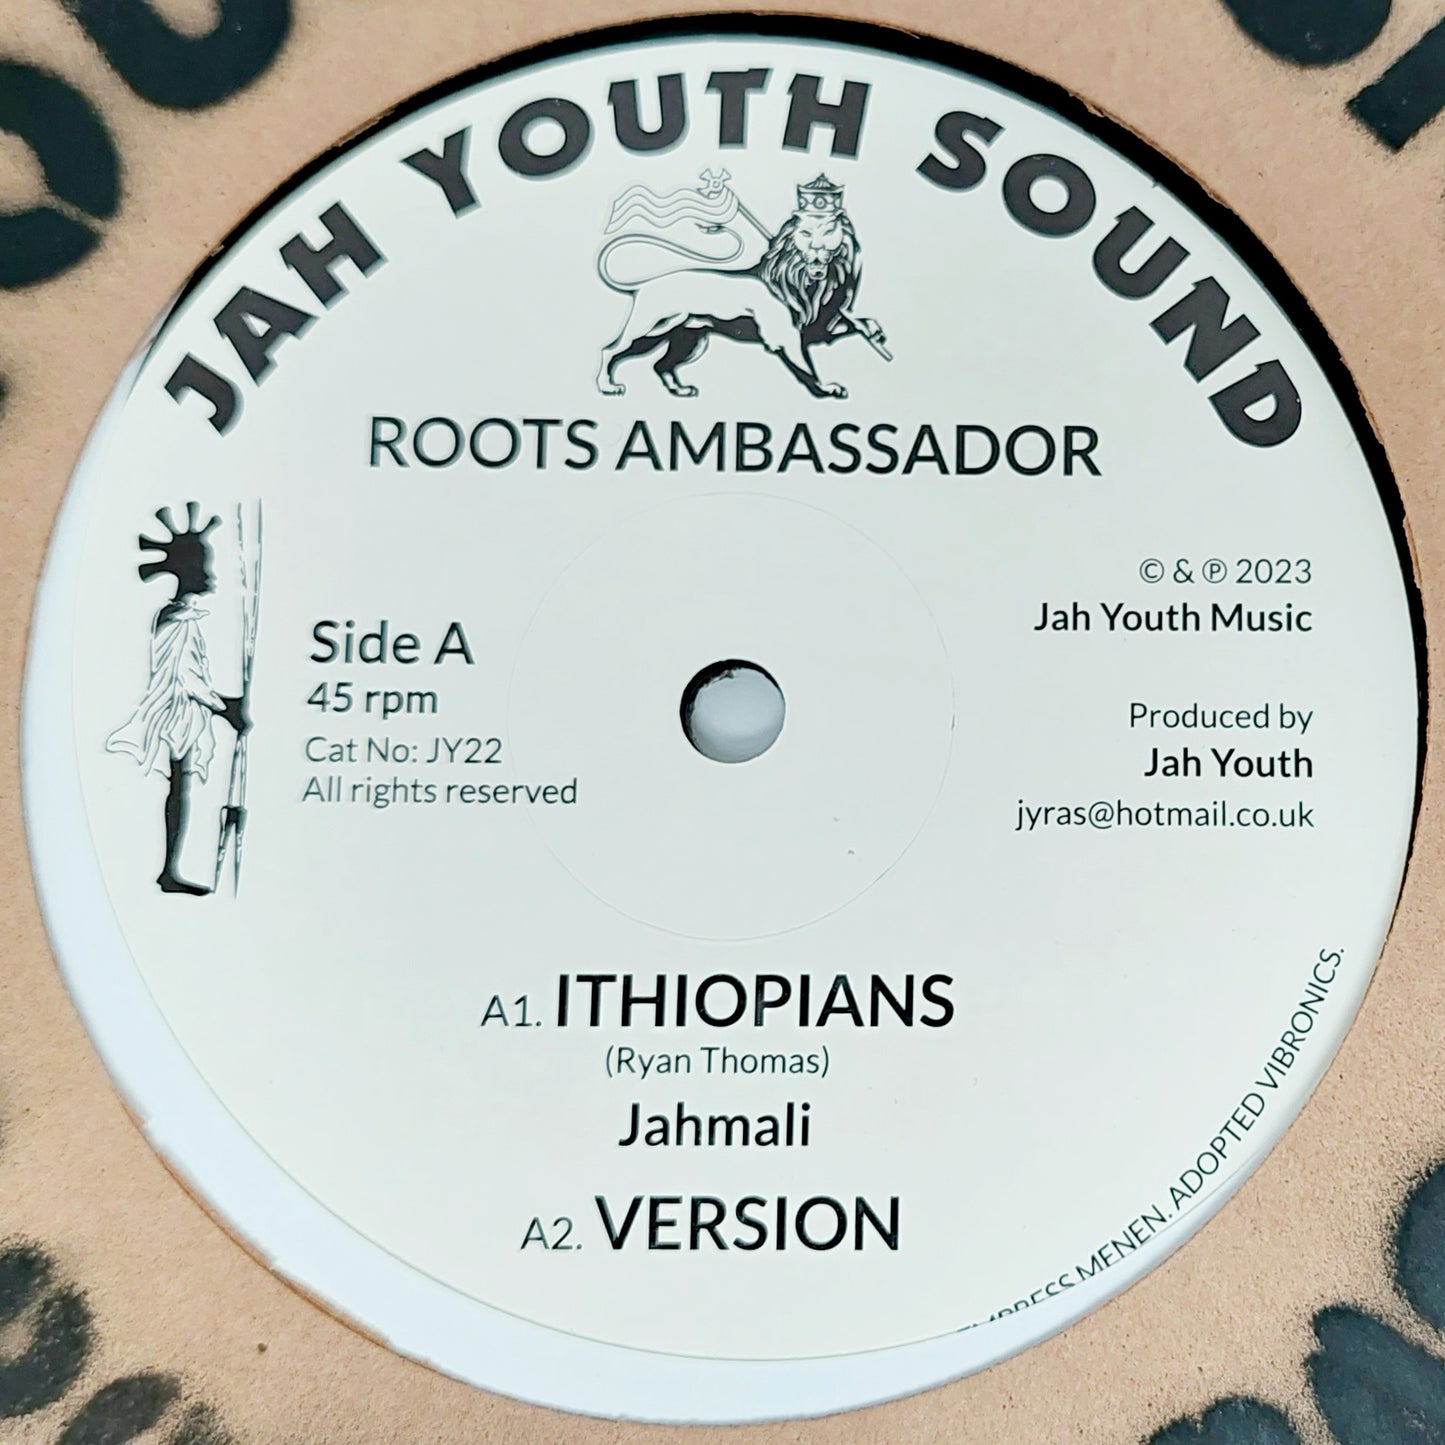 JAH YOUTH SOUND
ROOTS AMBASSADOR
© & ℗ 2023
Jah Youth Music
Side A
45 rpm
Cat No: JY22
All rights reserved
Produced by
Jah Youth
jyras@hotmail.co.uk
A1. ITHIOPIANS
(Ryan Thomas)
Jahmali
A2. VERSION
EMPRESS MENEN. ADOPTED VIBRONICS.